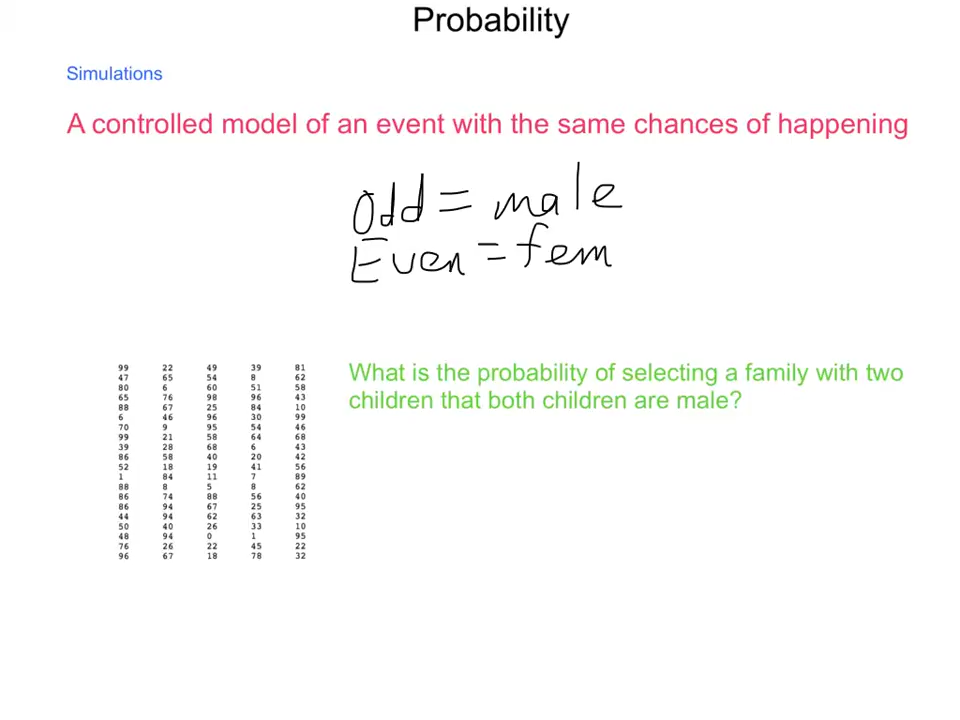 Probability
Simulations
A controlled model of an event with the same chances of happening
Odd = male
Even = fem
What is the probability of selecting a family with two
children that both children are male?
99 22 49 39 81
47 65 54 8 62
80 6 60 51 58
65 76 98 96 43
88 67 25 84 10
6 46 96 30 99
70 9 95 54 46
99 21 58 64 68
39 28 68 6 43
86 58 40 20 42
52 18 19 41 56
1 84 11 7 89
88 8 5 8 62
86 74 88 56 40
86 94 67 25 95
44 94 62 63 32
50 40 26 33 10
48 94 0 1 95
76 26 22 45 22
96 67 18 78 32